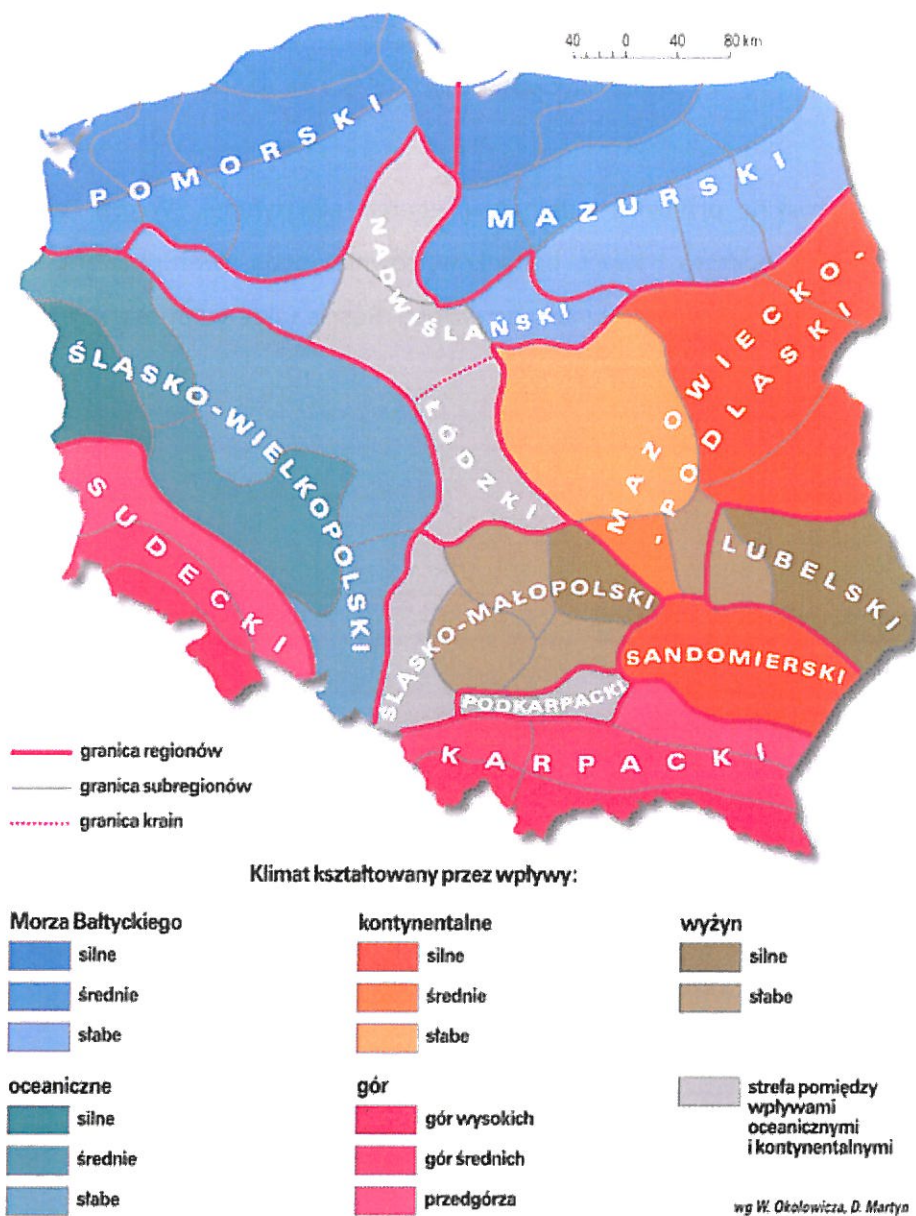 40 0 40 80 km
POMORSKI
MAZURSKI
NADWIŚLAŃSKI
MAZOWIECKO-
-PODLASKI
ŚLĄSKO-WIELKOPOLSKI
ŁÓDZKI
SUDECKI
LUBELSKI
ŚLĄSKO-MAŁOPOLSKI
SANDOMIERSKI
PODKARPACKI
KARPACKI
granica regionów
granica subregionów
granica krain
Klimat kształtowany przez wpływy:
Morza Bałtyckiego
silne
średnie
słabe
kontynentalne
silne
średnie
słabe
wyżyn
silne
słabe
oceaniczne
silne
średnie
słabe
gór
gór wysokich
gór średnich
przedgórza
strefa pomiędzy
wpływami
oceanicznymi
i kontynentalnymi
wg W. Okołowicza, D. Martyn